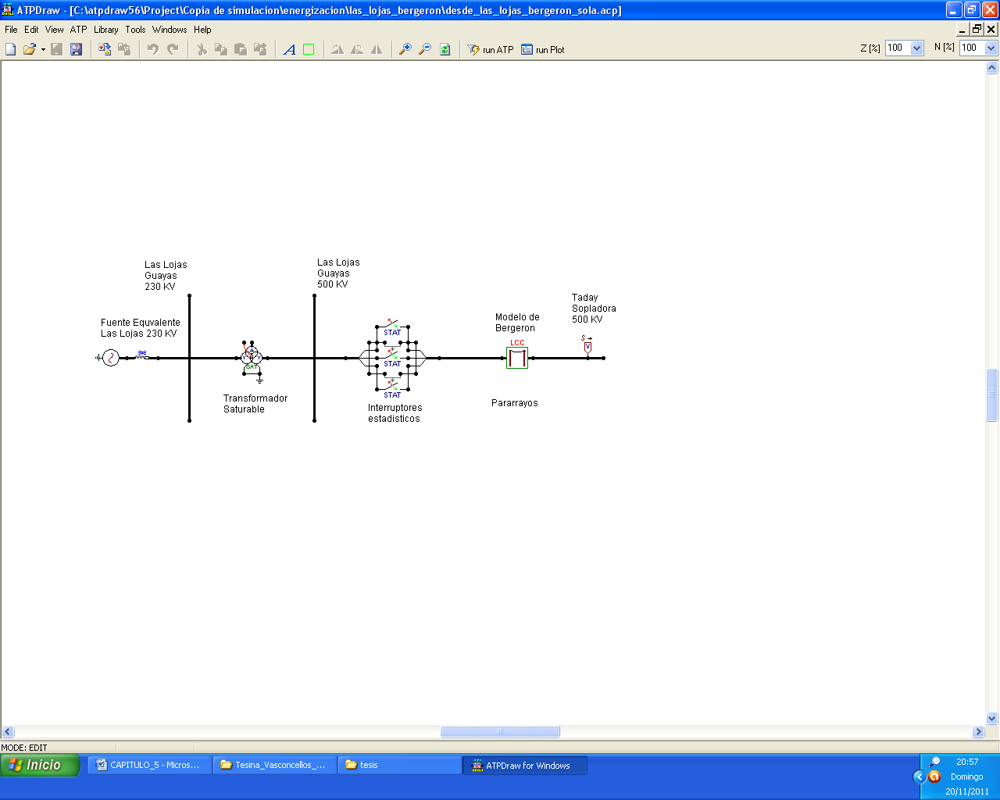 ATPDraw - [C:\atpdraw56\Project\Copia de simulacion\energizacion\las_lojas_bergeron\desde_las_lojas_bergeron_sola.acp]
File Edit View ATP Library Tools Windows Help
run ATP run Plot Z [%] 100 N [%] 100
Las Lojas
Guayas
230 KV
Las Lojas
Guayas
500 KV
Taday
Sopladora
500 KV
Fuente Equvalente
Las Lojas 230 KV
Modelo de
Bergeron
STAT
STAT
STAT
LCC
S
V
SAT
Transformador
Saturable
Interruptores
estadisticos
Pararrayos
MODE: EDIT
Inicio
CAPITULO_5 - Micros...
Tesina_Vasconcellos_...
tesis
ATPDraw for Windows
20:57
Domingo
20/11/2011